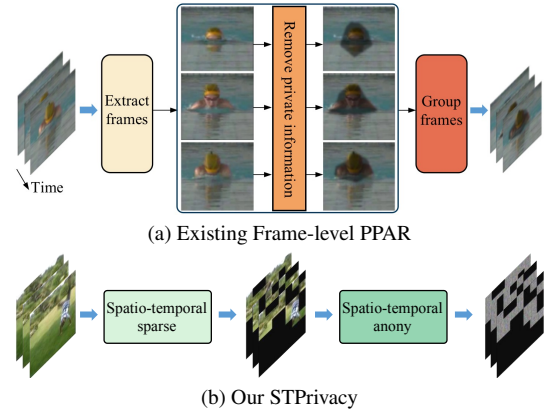 Extract
frames
Remove private information
Group
frames
Time
(a) Existing Frame-level PPAR
Spatio-temporal
sparse
Spatio-temporal
anony
(b) Our STPrivacy